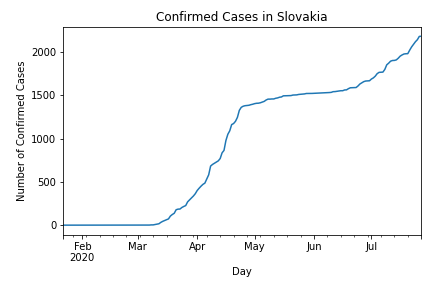 Confirmed Cases in Slovakia
Number of Confirmed Cases
2000
1500
1000
500
0
Feb Mar Apr May Jun Jul
2020
Day